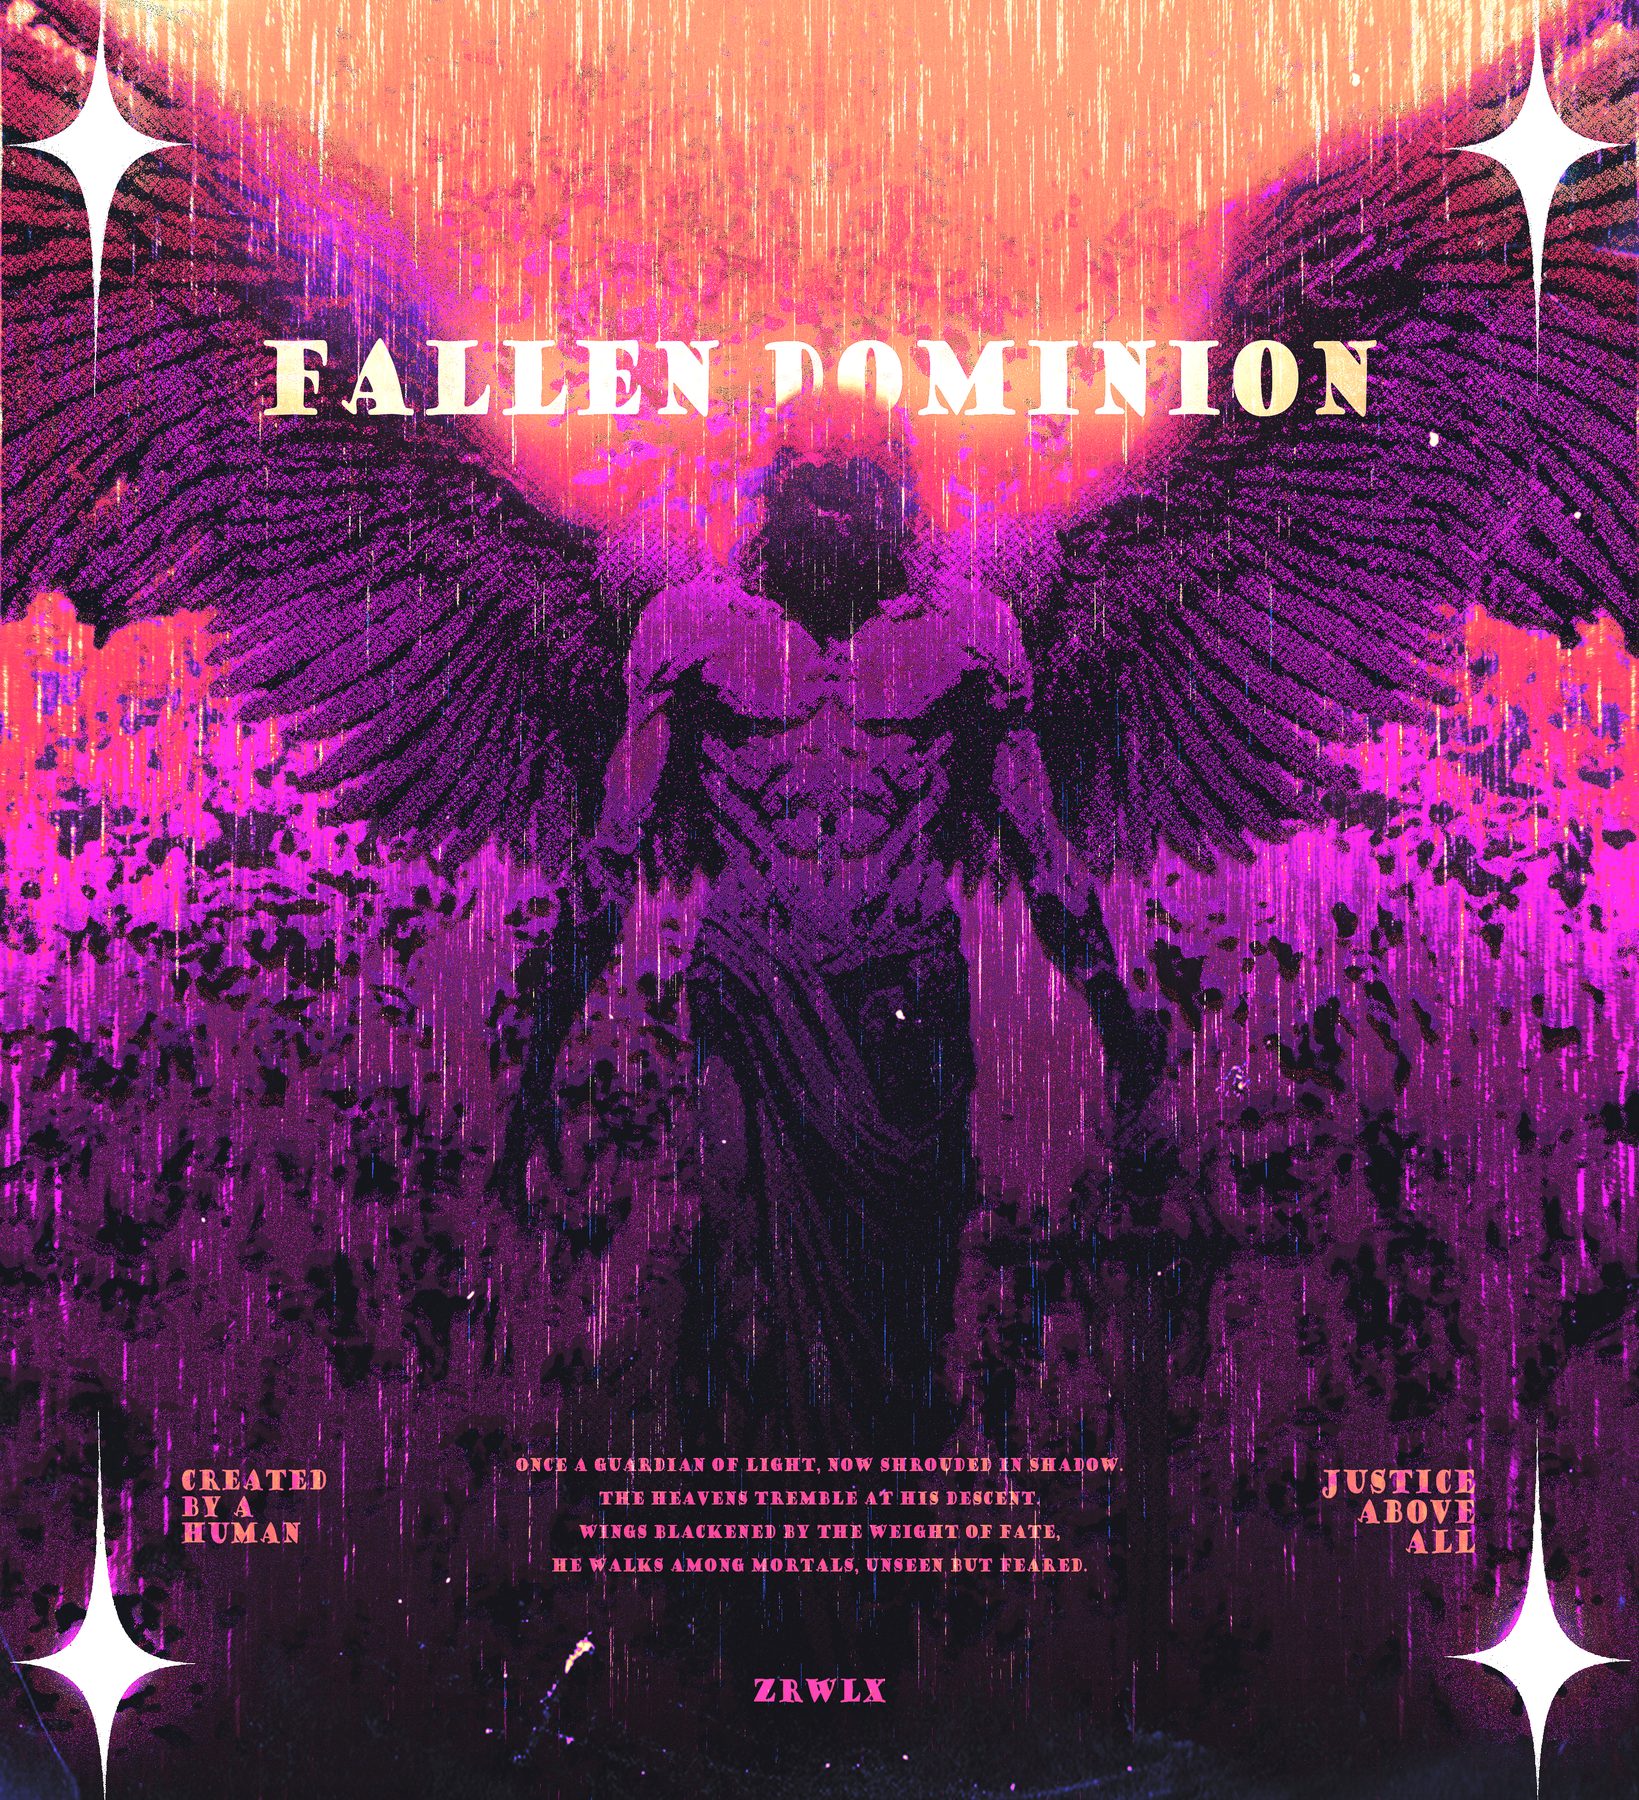 FALLEN DOMINION
CREATED
BY A
HUMAN
ONCE A GUARDIAN OF LIGHT, NOW SHROUDED IN SHADOW.
THE HEAVENS TREMBLE AT HIS DESCENT.
WINGS BLACKENED BY THE WEIGHT OF FATE,
HE WALKS AMONG MORTALS, UNSEEN BUT FEARED.
JUSTICE
ABOVE
ALL
ZRWLX